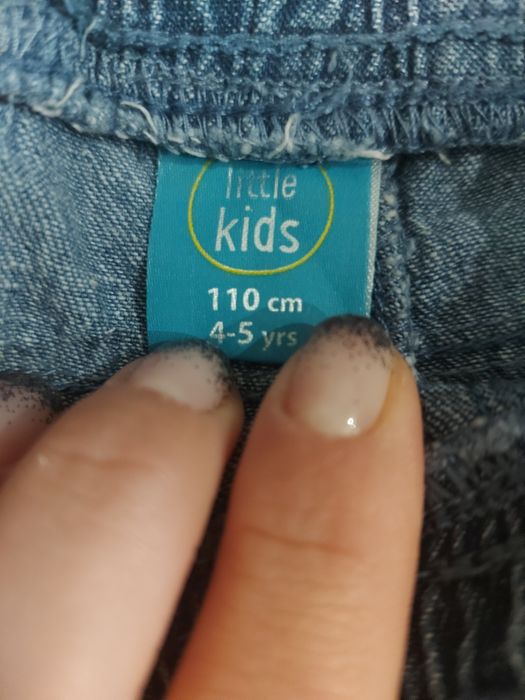 little
kids
110 cm
4-5 yrs